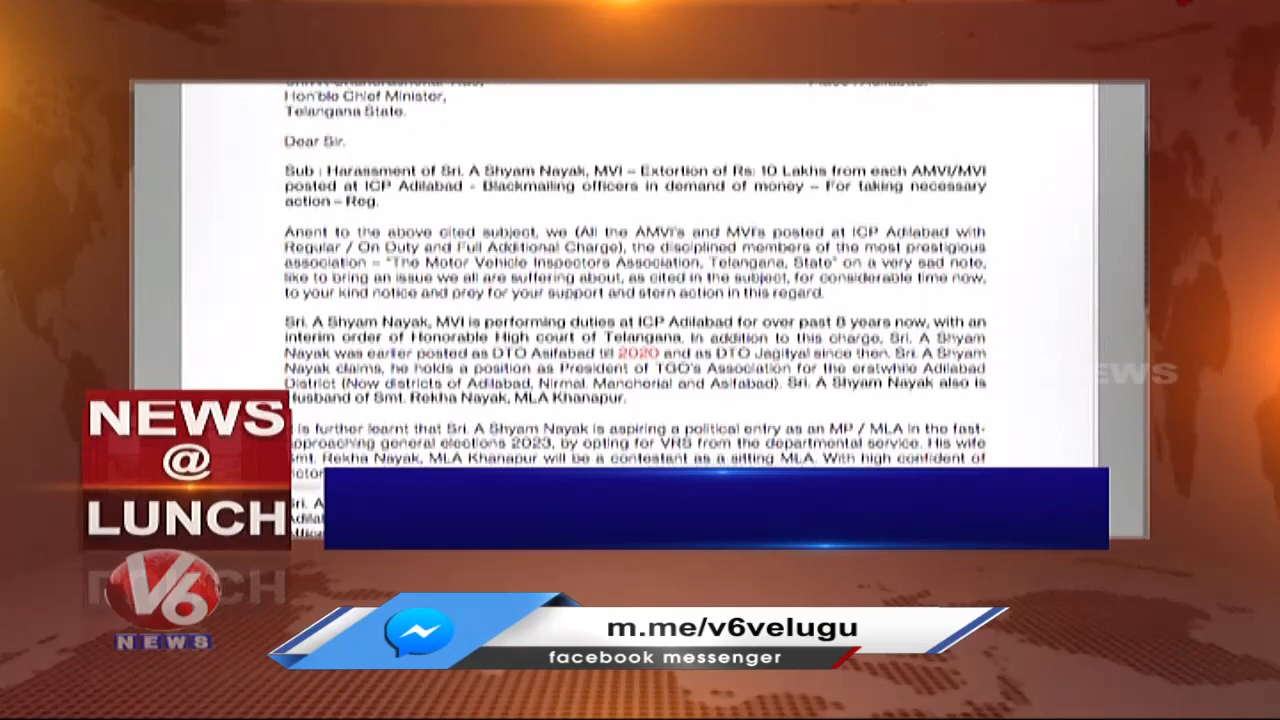 Hon'ble Chief Minister,
Telangana State.
Dear Sir.
Sub : Harassment of Sri. A Shyam Nayak, MVI – Extortion of Rs: 10 Lakhs from each AMVI/MVI
posted at ICP Adilabad - Blackmailing officers in demand of money – For taking necessary
action – Reg.
Anent to the above cited subject, we (All the AMVI's and MVI's posted at ICP Adilabad with
Regular / On Duty and Full Additional Charge), the disciplined members of the most prestigious
association – "The Motor Vehicle Inspectors Association, Telangana, State" on a very sad note,
like to bring an issue we all are suffering about, as cited in the subject, for considerable time now,
to your kind notice and prey for your support and stern action in this regard.
Sri. A Shyam Nayak, MVI is performing duties at ICP Adilabad for over past 8 years now, with an
interim order of Honorable High court of Telangana. In addition to this charge, Sri. A Shyam
Nayak was earlier posted as DTO Asifabad till 2020 and as DTO Jagityal since then. Sri. A Shyam
Nayak claims, he holds a position as President of TGO's Association for the erstwhile Adilabad
District (Now districts of Adilabad, Nirmal, Mancherial and Asifabad). Sri. A Shyam Nayak also is
Husband of Smt. Rekha Nayak, MLA Khanapur.
is further learnt that Sri. A Shyam Nayak is aspiring a political entry as an MP / MLA in the fast-
approaching general elections 2023, by opting for VRS from the departmental service. His wife
Smt. Rekha Nayak, MLA Khanapur will be a contestant as a sitting MLA. With high confident of
Sri. A
NEWS
@
LUNCH
V6
NEWS
EWS
m.me/v6velugu
facebook messenger